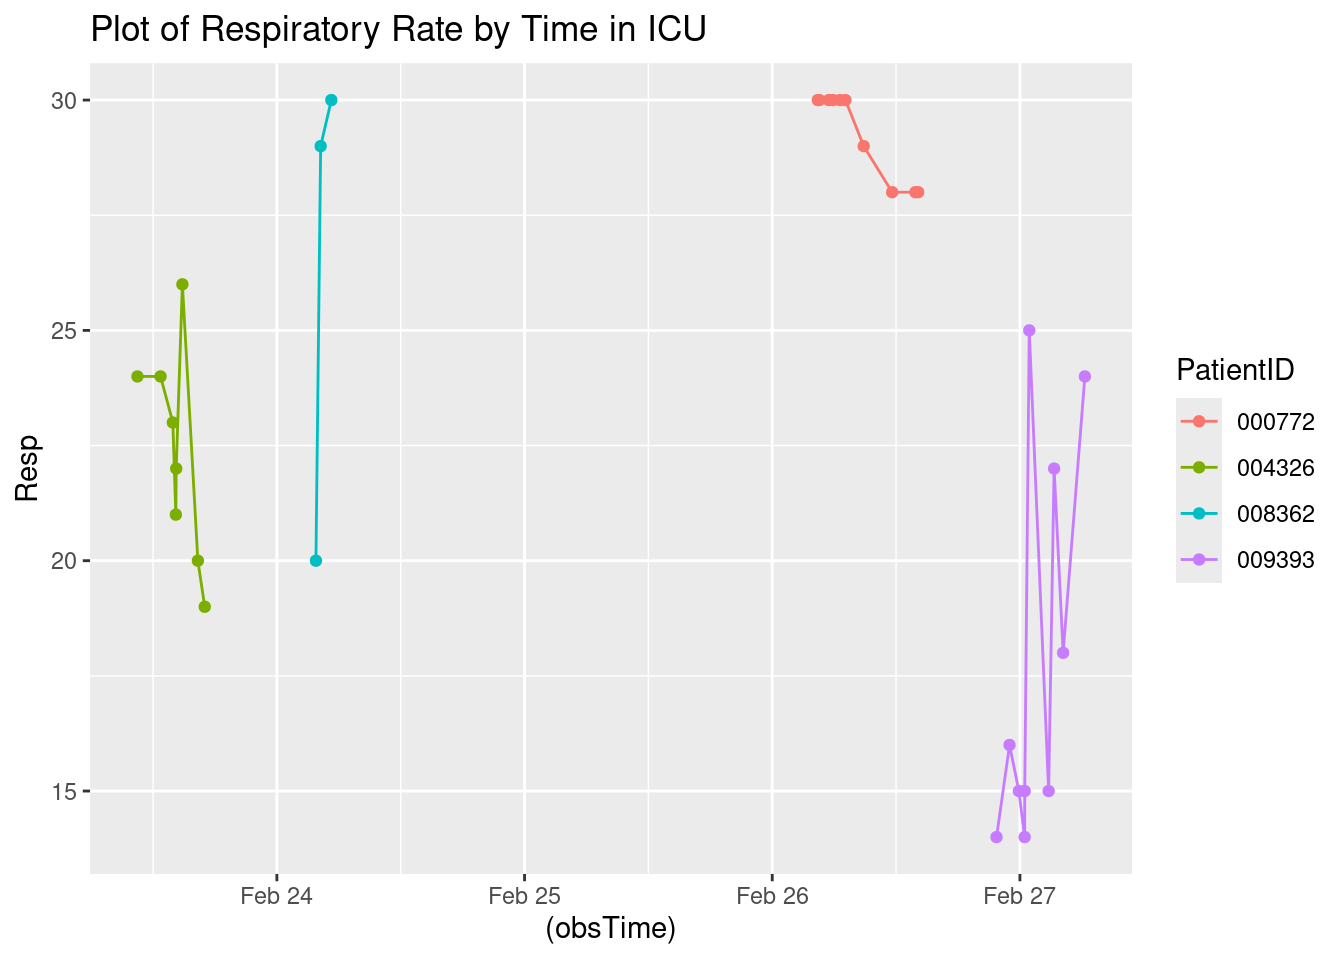 Plot of Respiratory Rate by Time in ICU
30
25
20
15
Resp
Feb 24
Feb 25
Feb 26
Feb 27
(obsTime)
PatientID
000772
004326
008362
009393